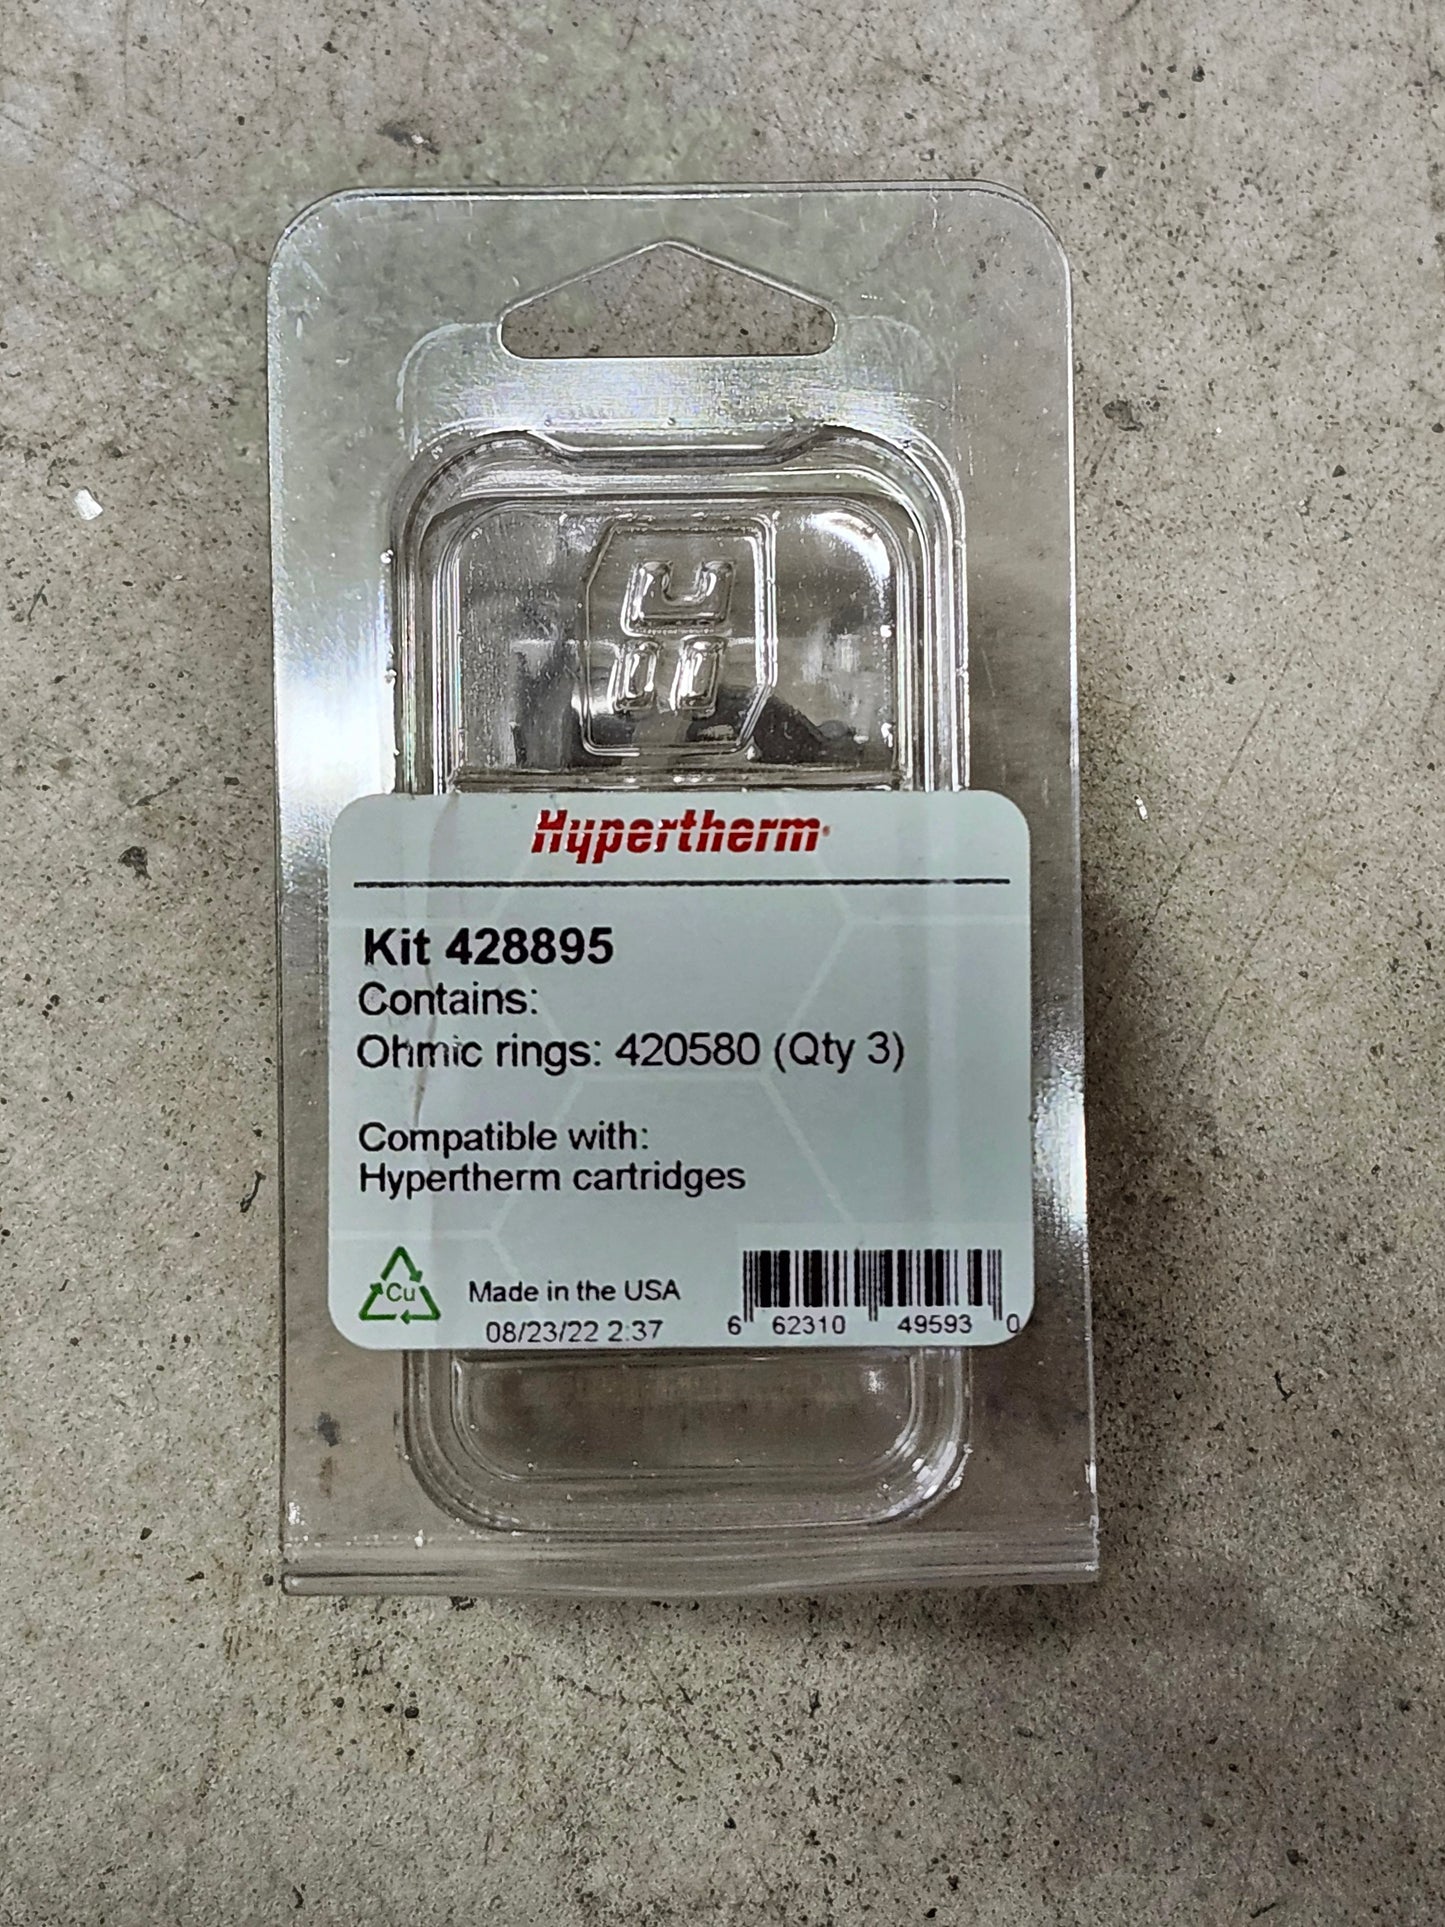 Hypertherm®
Kit 428895
Contains:
Ohmic rings: 420580 (Qty 3)
Compatible with:
Hypertherm cartridges
Cu
Made in the USA
08/23/22 2:37
6 62310 49593 0